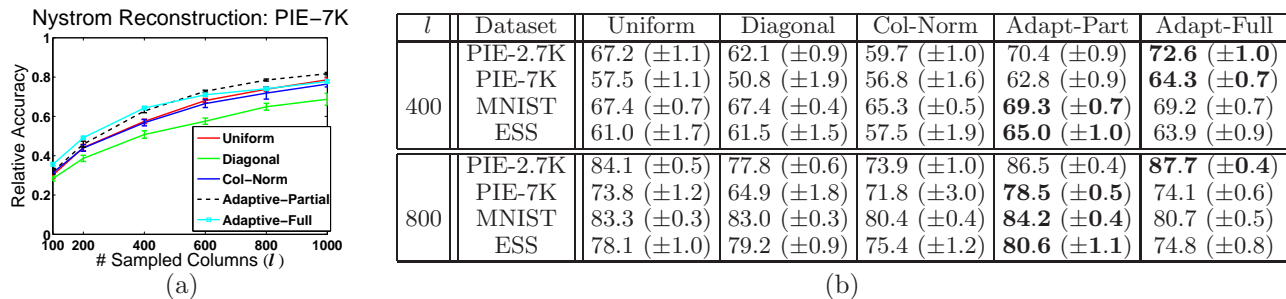 Nystrom Reconstruction: PIE−7K
Relative Accuracy
1
0.8
0.6
0.4
0.2
0
Uniform
Diagonal
Col−Norm
Adaptive−Partial
Adaptive−Full
100 200 400 600 800 1000
# Sampled Columns (l )
(a)
l Dataset Uniform Diagonal Col-Norm Adapt-Part Adapt-Full
400
PIE-2.7K 67.2 (±1.1) 62.1 (±0.9) 59.7 (±1.0) 70.4 (±0.9) 72.6 (±1.0)
PIE-7K 57.5 (±1.1) 50.8 (±1.9) 56.8 (±1.6) 62.8 (±0.9) 64.3 (±0.7)
MNIST 67.4 (±0.7) 67.4 (±0.4) 65.3 (±0.5) 69.3 (±0.7) 69.2 (±0.7)
ESS 61.0 (±1.7) 61.5 (±1.5) 57.5 (±1.9) 65.0 (±1.0) 63.9 (±0.9)
800
PIE-2.7K 84.1 (±0.5) 77.8 (±0.6) 73.9 (±1.0) 86.5 (±0.4) 87.7 (±0.4)
PIE-7K 73.8 (±1.2) 64.9 (±1.8) 71.8 (±3.0) 78.5 (±0.5) 74.1 (±0.6)
MNIST 83.3 (±0.3) 83.0 (±0.3) 80.4 (±0.4) 84.2 (±0.4) 80.7 (±0.5)
ESS 78.1 (±1.0) 79.2 (±0.9) 75.4 (±1.2) 80.6 (±1.1) 74.8 (±0.8)
(b)